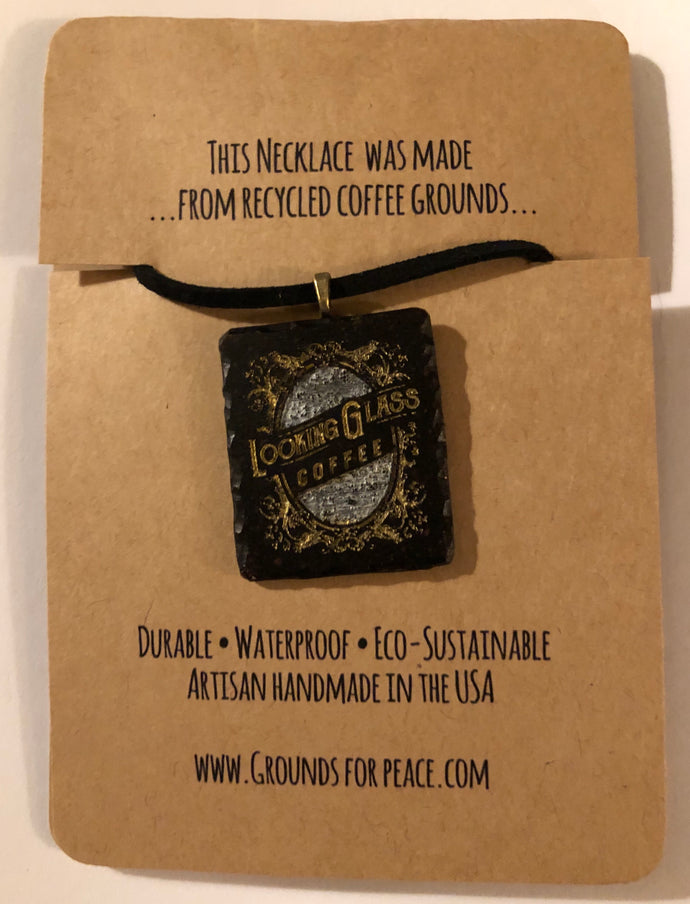 THIS NECKLACE WAS MADE
...FROM RECYCLED COFFEE GROUNDS...
LOOKING GLASS
COFFEE
DURABLE • WATERPROOF • ECO-SUSTAINABLE
ARTISAN HANDMADE IN THE USA
WWW.GROUNDS FOR PEACE.COM